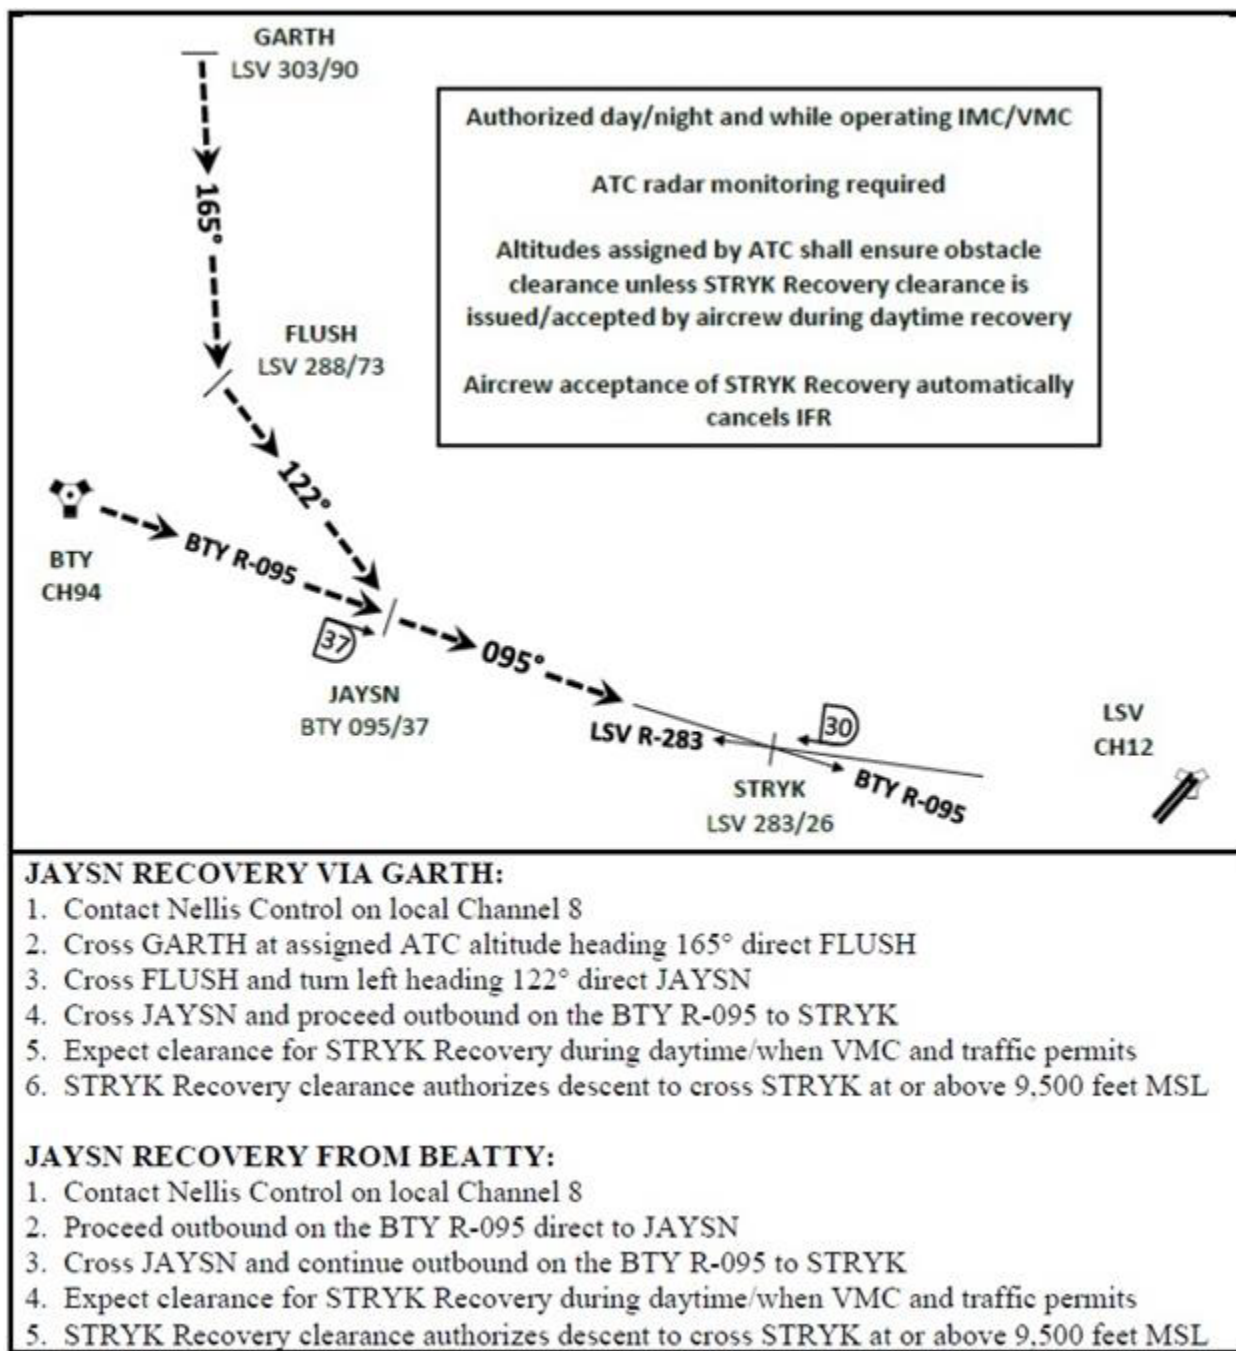 GARTH
LSV 303/90
Authorized day/night and while operating IMC/VMC
ATC radar monitoring required
Altitudes assigned by ATC shall ensure obstacle
clearance unless STRYK Recovery clearance is
issued/accepted by aircrew during daytime recovery
Aircrew acceptance of STRYK Recovery automatically
cancels IFR
165°
FLUSH
LSV 288/73
122°
BTY
CH94
BTY R-095
37
JAYSN
BTY 095/37
095°
LSV R-283
30
STRYK
LSV 283/26
BTY R-095
LSV
CH12
JAYSN RECOVERY VIA GARTH:
1. Contact Nellis Control on local Channel 8
2. Cross GARTH at assigned ATC altitude heading 165° direct FLUSH
3. Cross FLUSH and turn left heading 122° direct JAYSN
4. Cross JAYSN and proceed outbound on the BTY R-095 to STRYK
5. Expect clearance for STRYK Recovery during daytime/when VMC and traffic permits
6. STRYK Recovery clearance authorizes descent to cross STRYK at or above 9,500 feet MSL
JAYSN RECOVERY FROM BEATTY:
1. Contact Nellis Control on local Channel 8
2. Proceed outbound on the BTY R-095 direct to JAYSN
3. Cross JAYSN and continue outbound on the BTY R-095 to STRYK
4. Expect clearance for STRYK Recovery during daytime/when VMC and traffic permits
5. STRYK Recovery clearance authorizes descent to cross STRYK at or above 9,500 feet MSL